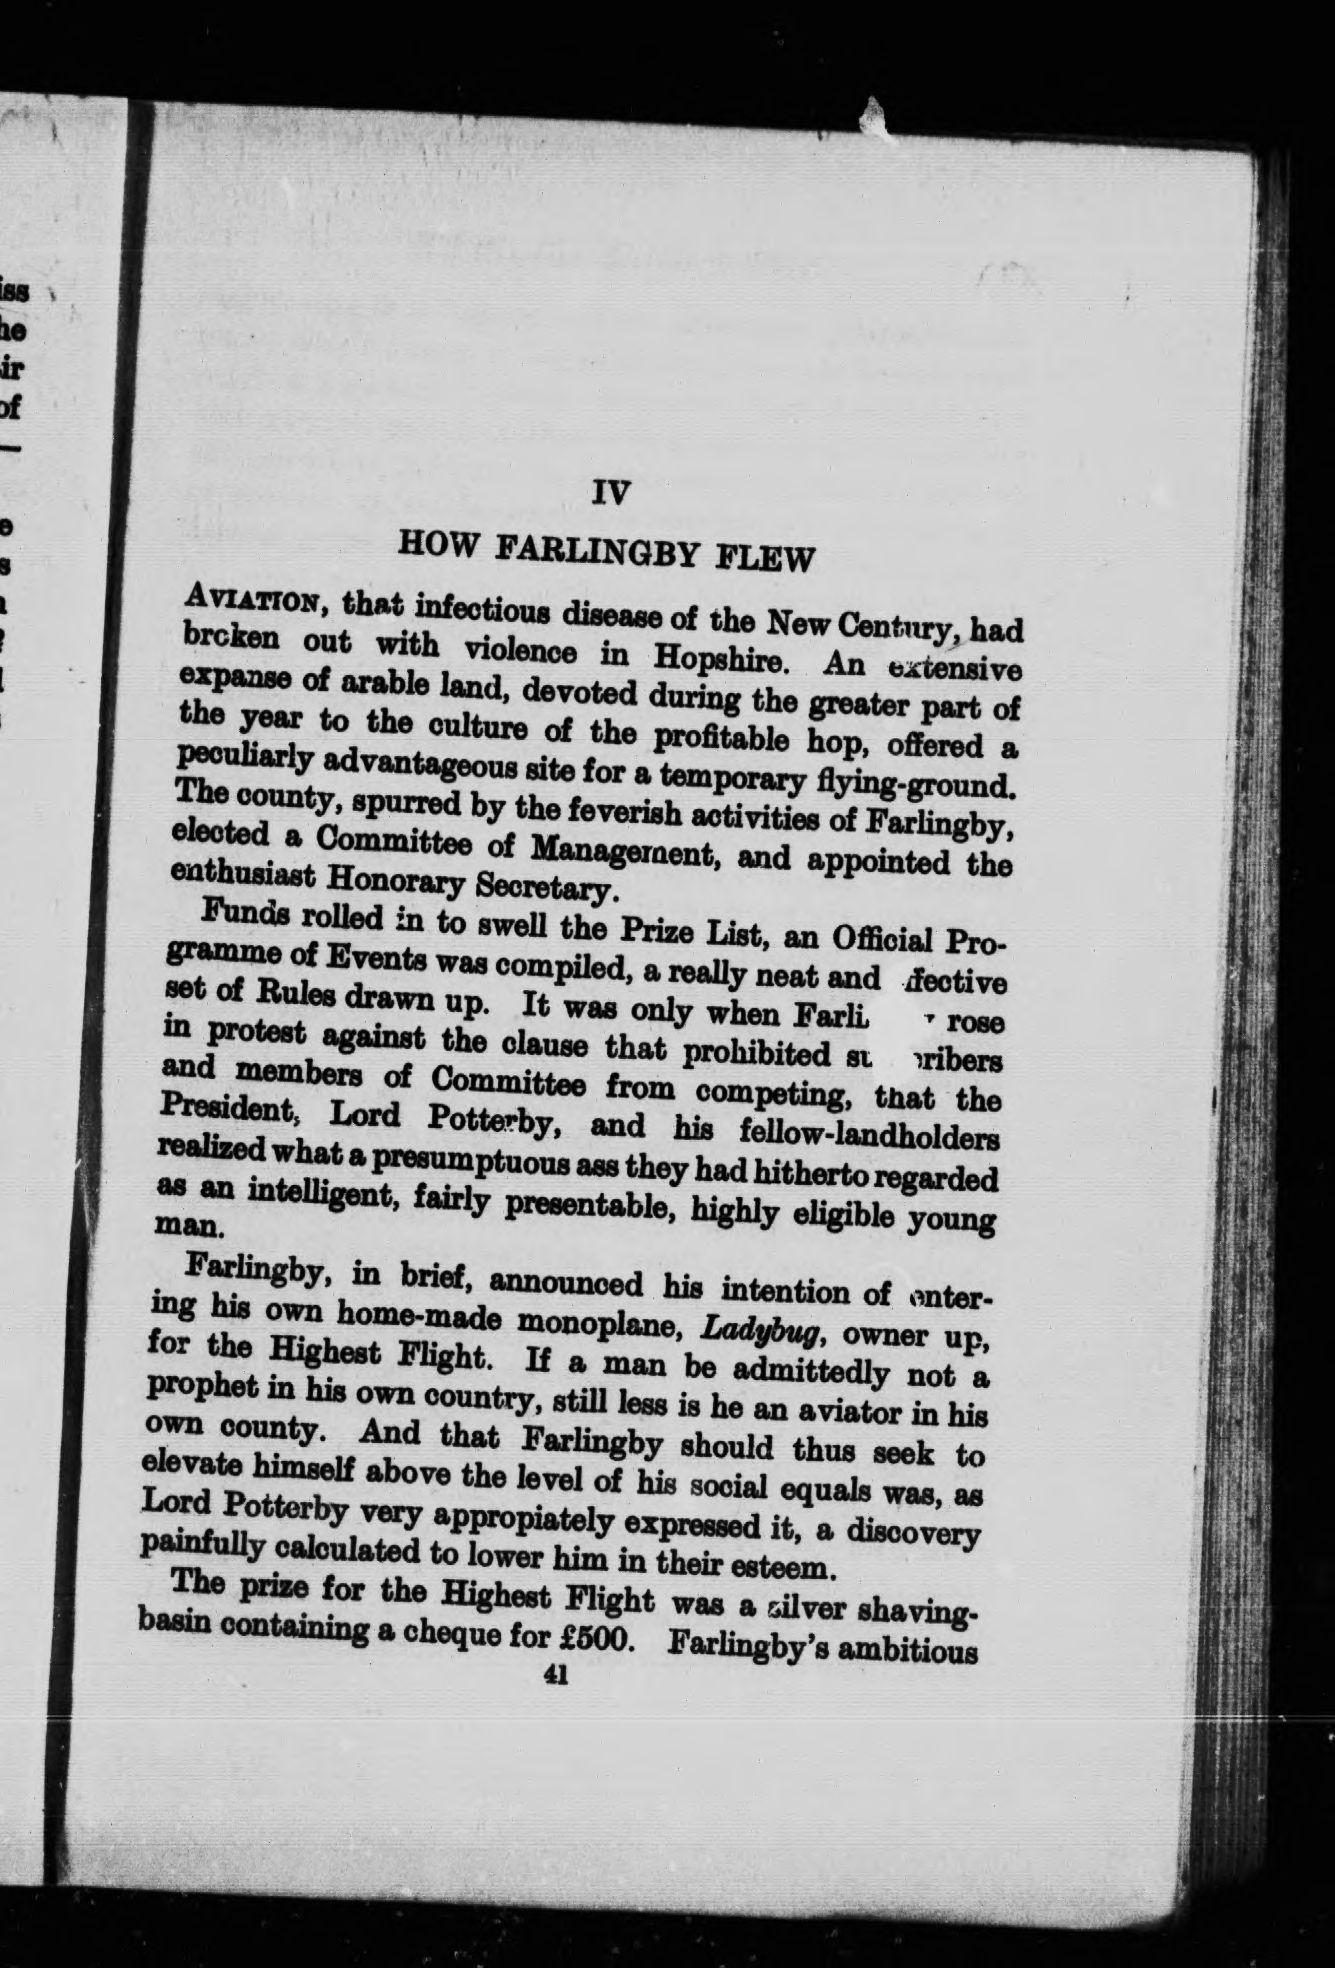 IV
HOW FARLINGBY FLEW
AVIATION, that infectious disease of the New Century, had
broken out with violence in Hopshire. An extensive
expanse of arable land, devoted during the greater part of
the year to the culture of the profitable hop, offered a
peculiarly advantageous site for a temporary flying-ground.
The county, spurred by the feverish activities of Farlingby,
elected a Committee of Management, and appointed the
enthusiast Honorary Secretary.
Funds rolled in to swell the Prize List, an Official Pro-
gramme of Events was compiled, a really neat and
set of Rules drawn up. It was only when rose
in protest against the clause that prohibited
and members of Committee from competing, that the
President, Lord Potterby, and his fellow-landholders
realized what a presumptuous ass they had hitherto regarded
as an intelligent, fairly presentable, highly eligible young
man.
Farlingby, in brief, announced his intention of enter-
ing his own home-made monoplane, Ladybug, owner up,
for the Highest Flight. If a man be admittedly not a
prophet in his own country, still less is he an aviator in his
own county. And that Farlingby should thus seek to
elevate himself above the level of his social equals was, as
Lord Potterby very appropiately expressed it, a discovery
painfully calculated to lower him in their esteem.
The prize for the Highest Flight was a silver shaving-
basin containing a cheque for £500. Farlingby's ambitious
41